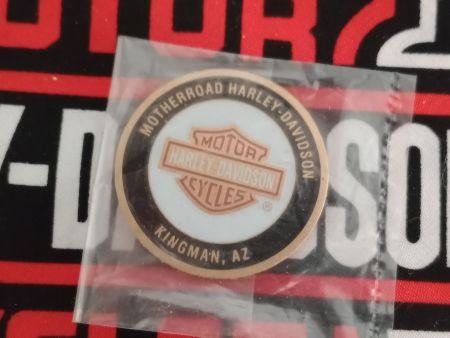 MOTHERROAD HARLEY-DAVIDSON
MOTOR
HARLEY-DAVIDSON
CYCLES
®
KINGMAN, AZ